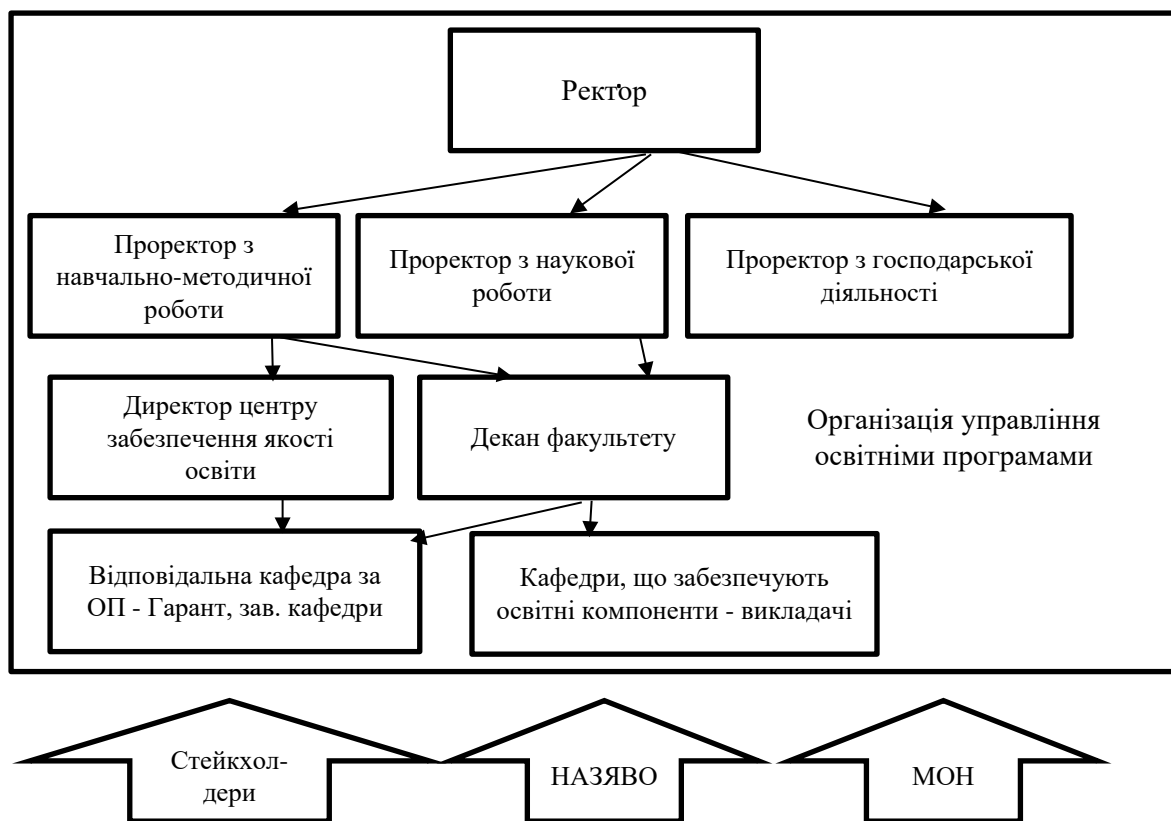 Ректор
Проректор з
навчально-методичної
роботи
Проректор з наукової
роботи
Проректор з господарської
діяльності
Директор центру
забезпечення якості
освіти
Декан факультету
Організація управління
освітніми програмами
Відповідальна кафедра за
ОП - Гарант, зав. кафедри
Кафедри, що забезпечують
освітні компоненти - викладачі
Стейкхол-
дери
НАЗЯВО
МОН